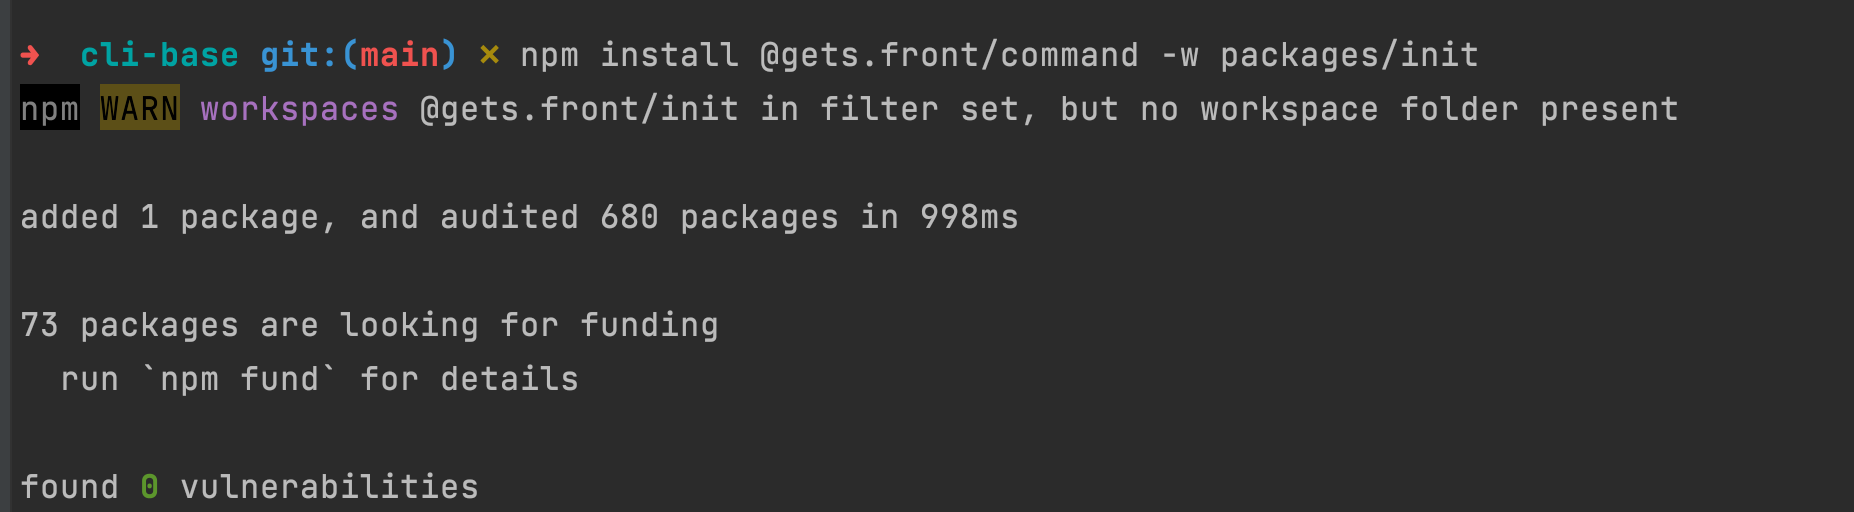 ➜  cli-base git:(main) ✗ npm install @gets.front/command -w packages/init
npm WARN workspaces @gets.front/init in filter set, but no workspace folder present
added 1 package, and audited 680 packages in 998ms
73 packages are looking for funding
  run `npm fund` for details
found 0 vulnerabilities